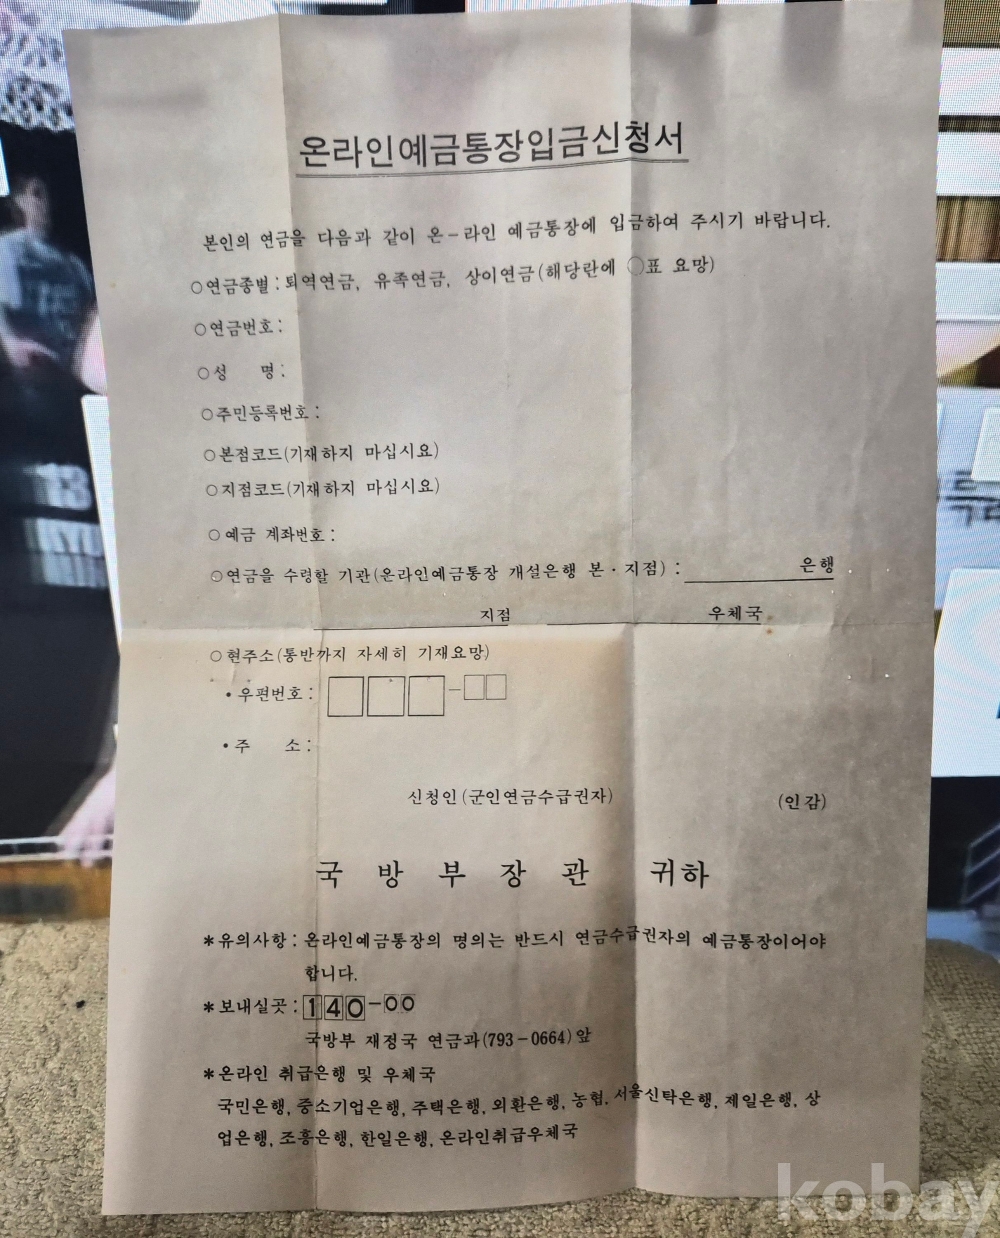 온라인예금통장입금신청서
본인의 연금을 다음과 같이 온-라인 예금통장에 입금하여 주시기 바랍니다.
○연금종별:퇴역연금, 유족연금, 상이연금(해당란에 ○표 요망)
○연금번호:
○성 명:
○주민등록번호:
○본점코드(기재하지 마십시요)
○지점코드(기재하지 마십시요)
○예금 계좌번호:
○연금을 수령할 기관(온라인예금통장 개설은행 본·지점): 은행
지점 우체국
○현주소(통반까지 자세히 기재요망)
•우편번호: □□□-□□
•주 소:
신청인(군인연금수급권자) (인감)
국 방 부 장 관 귀하
*유의사항: 온라인예금통장의 명의는 반드시 연금수급권자의 예금통장이어야
합니다.
*보내실곳: 140-00
국방부 재정국 연금과(793-0664)앞
*온라인 취급은행 및 우체국
국민은행, 중소기업은행, 주택은행, 외환은행, 농협, 서울신탁은행, 제일은행, 상
업은행, 조흥은행, 한일은행, 온라인취급우체국
13
kobay